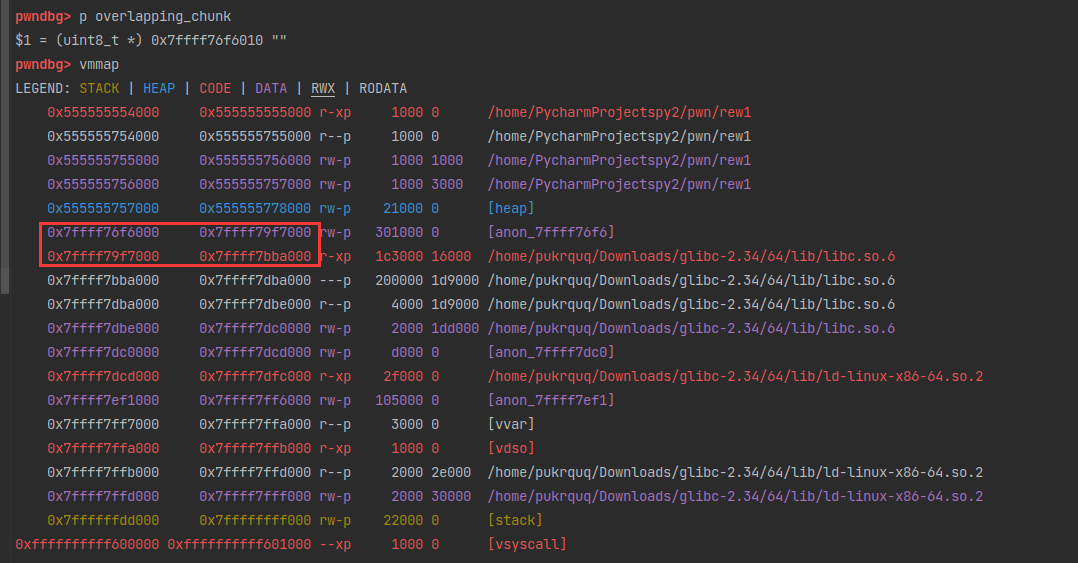 pwndbg> p overlapping_chunk
$1 = (uint8_t *) 0x7ffff76f6010 ""
pwndbg> vmmap
LEGEND: STACK | HEAP | CODE | DATA | RWX | RODATA
0x555555554000 0x555555555000 r-xp 1000 0 /home/PycharmProjectspy2/pwn/rew1
0x555555754000 0x555555755000 r--p 1000 0 /home/PycharmProjectspy2/pwn/rew1
0x555555755000 0x555555756000 rw-p 1000 1000 /home/PycharmProjectspy2/pwn/rew1
0x555555756000 0x555555757000 rw-p 1000 3000 /home/PycharmProjectspy2/pwn/rew1
0x555555757000 0x555555778000 rw-p 21000 0 [heap]
0x7ffff76f6000 0x7ffff79f7000 rw-p 301000 0 [anon_7ffff76f6]
0x7ffff79f7000 0x7ffff7bba000 r-xp 1c3000 16000 /home/pukrquq/Downloads/glibc-2.34/64/lib/libc.so.6
0x7ffff7bba000 0x7ffff7dba000 ---p 200000 1d9000 /home/pukrquq/Downloads/glibc-2.34/64/lib/libc.so.6
0x7ffff7dba000 0x7ffff7dbe000 r--p 4000 1d9000 /home/pukrquq/Downloads/glibc-2.34/64/lib/libc.so.6
0x7ffff7dbe000 0x7ffff7dc0000 rw-p 2000 1dd000 /home/pukrquq/Downloads/glibc-2.34/64/lib/libc.so.6
0x7ffff7dc0000 0x7ffff7dcd000 rw-p d000 0 [anon_7ffff7dc0]
0x7ffff7dcd000 0x7ffff7dfc000 r-xp 2f000 0 /home/pukrquq/Downloads/glibc-2.34/64/lib/ld-linux-x86-64.so.2
0x7ffff7ef1000 0x7ffff7ff6000 rw-p 105000 0 [anon_7ffff7ef1]
0x7ffff7ff7000 0x7ffff7ffa000 r--p 3000 0 [vvar]
0x7ffff7ffa000 0x7ffff7ffb000 r-xp 1000 0 [vdso]
0x7ffff7ffb000 0x7ffff7ffd000 r--p 2000 2e000 /home/pukrquq/Downloads/glibc-2.34/64/lib/ld-linux-x86-64.so.2
0x7ffff7ffd000 0x7ffff7fff000 rw-p 2000 30000 /home/pukrquq/Downloads/glibc-2.34/64/lib/ld-linux-x86-64.so.2
0x7ffffffdd000 0x7ffffffff000 rw-p 22000 0 [stack]
0xffffffffff600000 0xffffffffff601000 --xp 1000 0 [vsyscall]